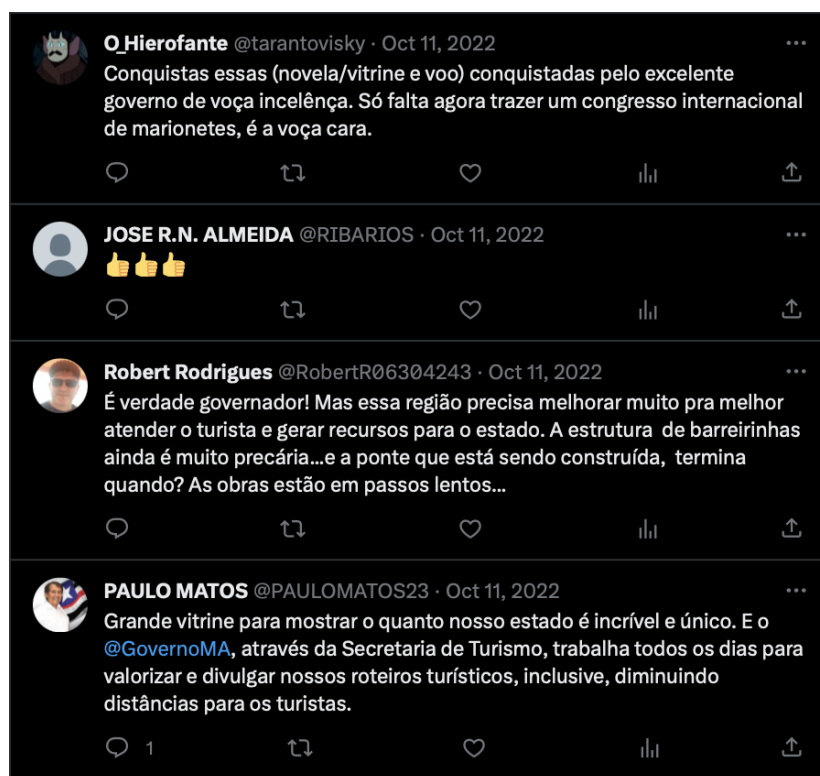 O_Hierofante @tarantovisky · Oct 11, 2022
Conquistas essas (novela/vitrine e voo) conquistadas pelo excelente
governo de voça incelênça. Só falta agora trazer um congresso internacional
de marionetes, é a voça cara.
JOSE R.N. ALMEIDA @RIBARIOS · Oct 11, 2022
👍👍👍
Robert Rodrigues @RobertR06304243 · Oct 11, 2022
É verdade governador! Mas essa região precisa melhorar muito pra melhor
atender o turista e gerar recursos para o estado. A estrutura  de barreirinhas
ainda é muito precária...e a ponte que está sendo construída,  termina
quando? As obras estão em passos lentos...
PAULO MATOS @PAULOMATOS23 · Oct 11, 2022
Grande vitrine para mostrar o quanto nosso estado é incrível e único. E o
@GovernoMA, através da Secretaria de Turismo, trabalha todos os dias para
valorizar e divulgar nossos roteiros turísticos, inclusive, diminuindo
distâncias para os turistas.
1